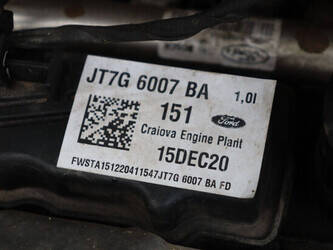 JT7G 6007 BA 1,0l
151 Ford
Craiova Engine Plant
15DEC20
FWSTA151220411547JT7G 6007 BA FD